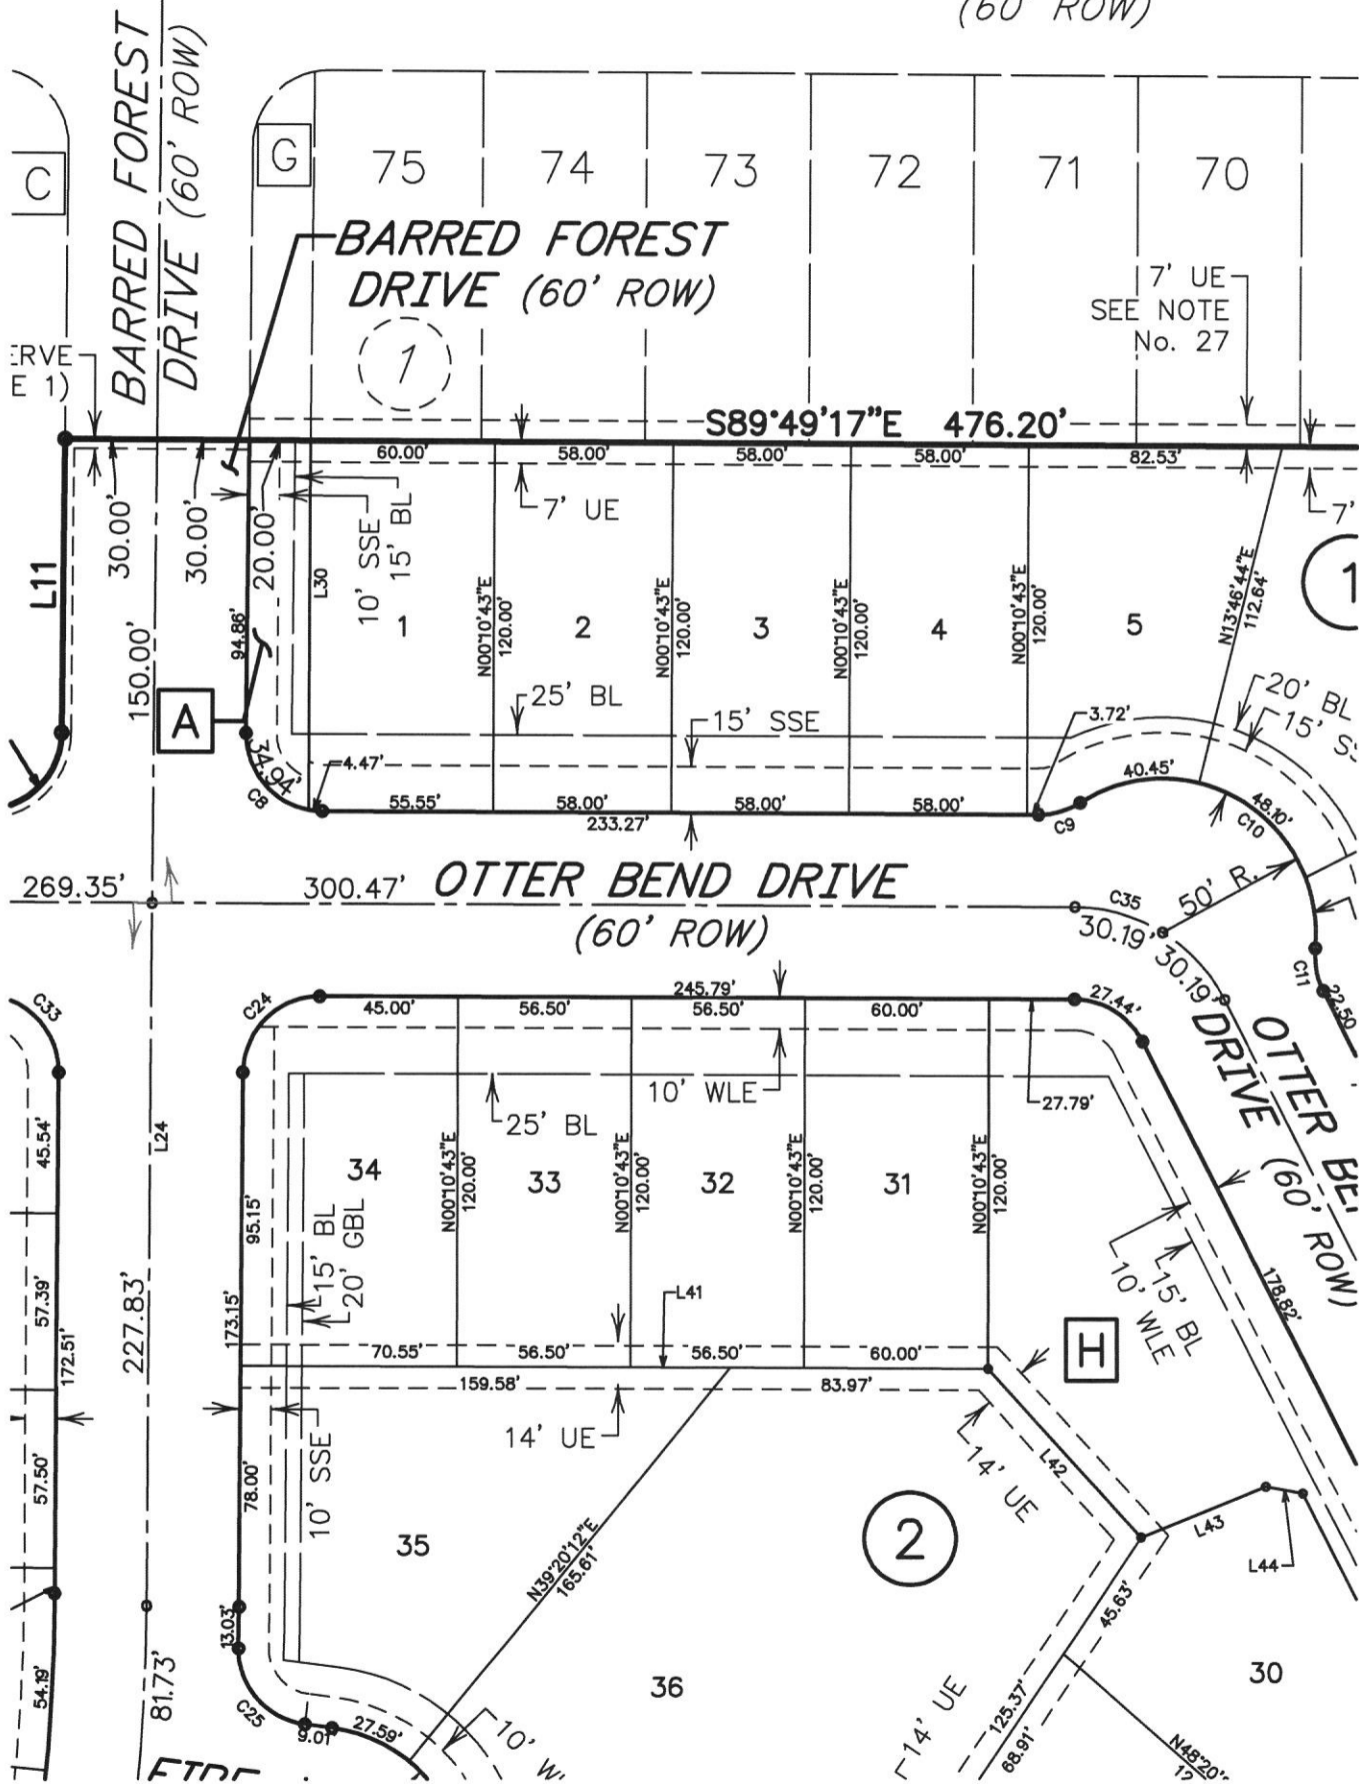 (60' ROW)
BARRED FOREST
DRIVE (60' ROW)
C
G
75
74
73
72
71
70
BARRED FOREST
DRIVE (60' ROW)
1
7' UE
SEE NOTE
No. 27
ERVE
E 1)
S89°49'17"E 476.20'
60.00'
58.00'
58.00'
58.00'
82.53'
L11
30.00'
30.00'
20.00'
94.86'
10' SSE
15' BL
L30
7' UE
7'
150.00'
A
1
2
3
4
5
1
N00°10'43"E
120.00'
N00°10'43"E
120.00'
N00°10'43"E
120.00'
N00°10'43"E
120.00'
N13°46'44"E
112.64'
25' BL
15' SSE
3.72'
20' BL
15' S
34.94'
C8
4.47'
55.55'
58.00'
58.00'
58.00'
233.27'
C9
40.45'
48.10'
C10
269.35'
300.47'
OTTER BEND DRIVE
(60' ROW)
C35
50' R.
30.19'
30.19'
C11
22.50
C33
C24
245.79'
45.00'
56.50'
56.50'
60.00'
27.44'
10' WLE
27.79'
25' BL
OTTER BE
DRIVE (60' ROW)
45.54'
L24
34
33
32
31
N00°10'43"E
120.00'
N00°10'43"E
120.00'
N00°10'43"E
120.00'
N00°10'43"E
120.00'
95.15'
15' BL
20' GBL
173.15'
57.39'
172.51'
227.83'
L41
15' BL
10' WLE
178.82'
70.55'
56.50'
56.50'
60.00'
159.58'
83.97'
H
14' UE
57.50'
78.00'
10' SSE
14' UE
L42
35
N39°20'12"E
165.61'
2
L43
L44
45.63'
13.03'
54.19'
81.73'
C25
9.01'
27.59'
10' W
36
14' UE
125.37'
68.91'
30
N48°20'
12